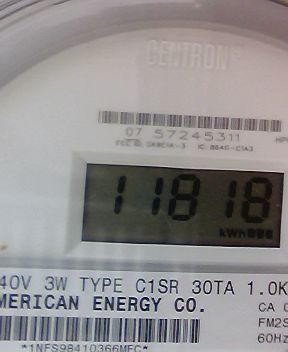 CENTRON®
07 57245311
11818
kWh
40V 3W TYPE C1SR 30TA 1.0K
MERICAN ENERGY CO.
CA
FM2S
60Hz
*1NFS98410366MFC*